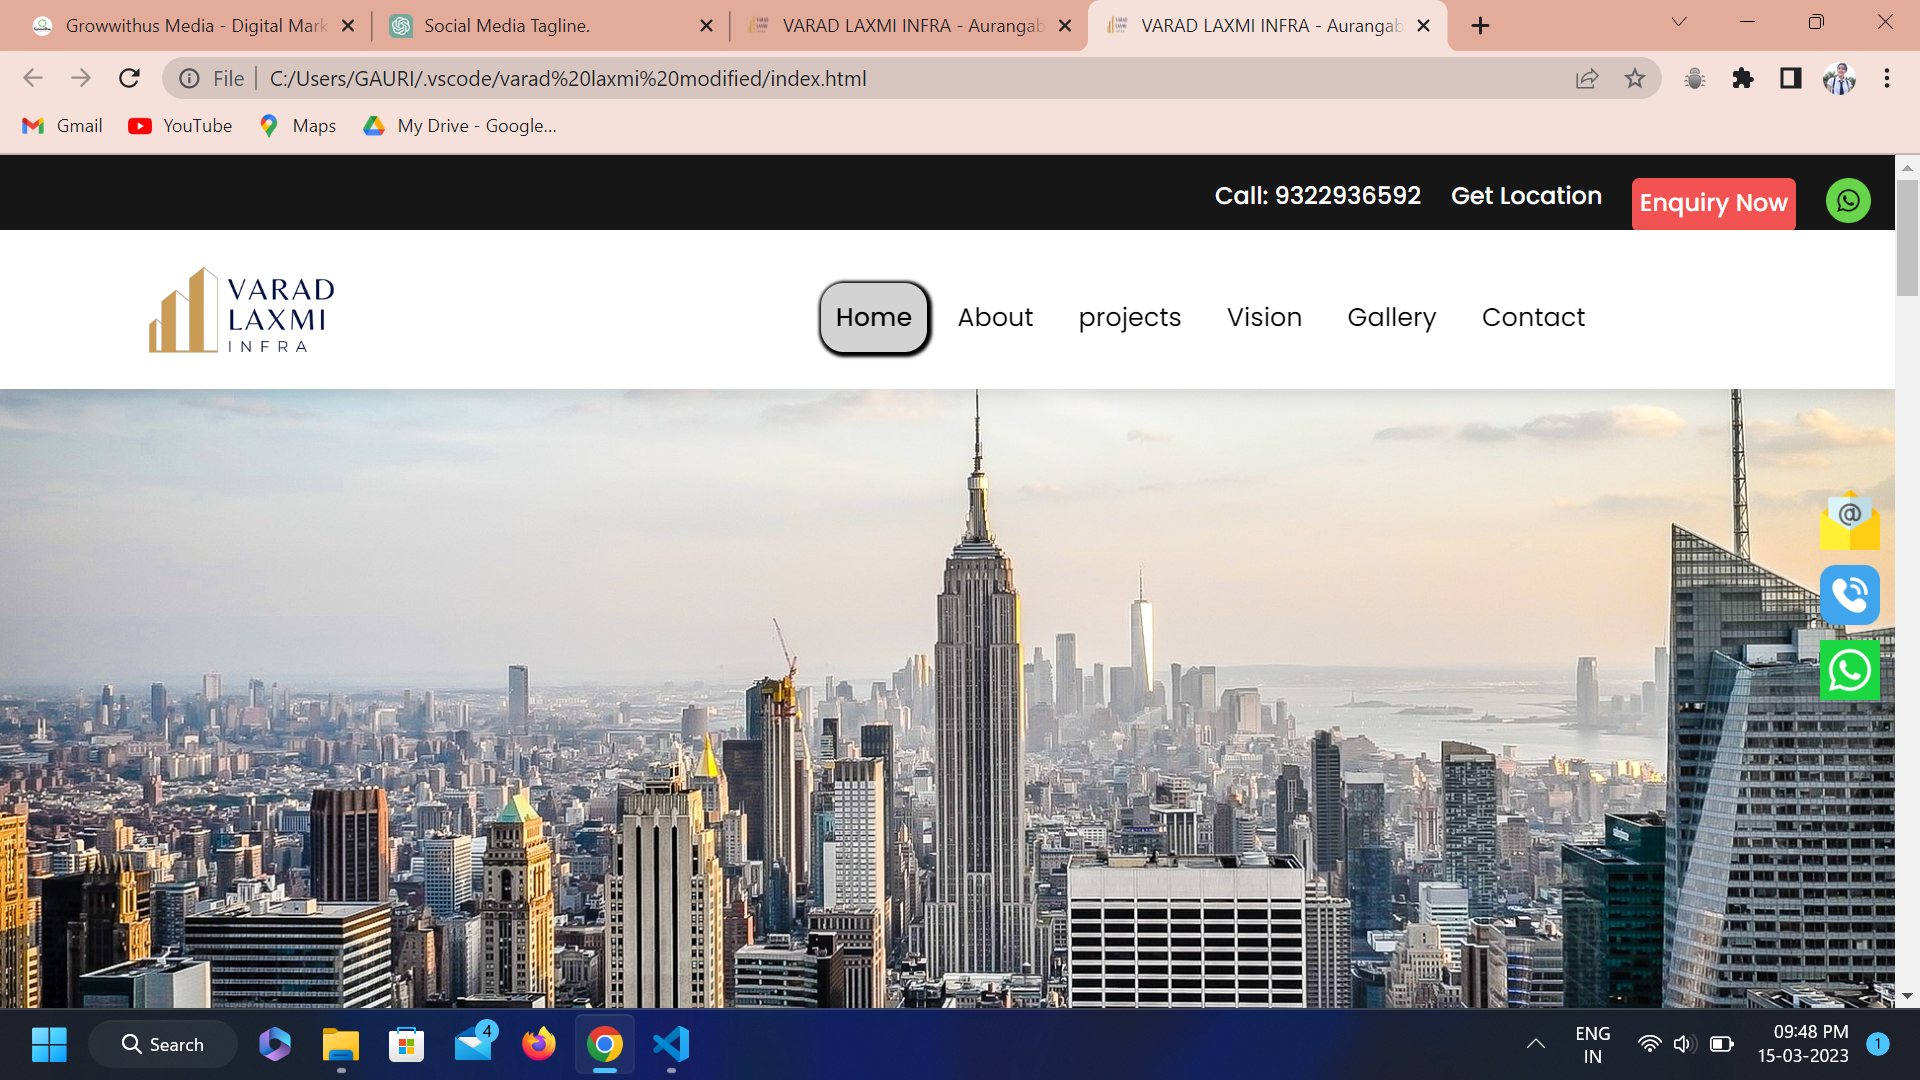 Growwithus Media - Digital Mark
Social Media Tagline.
VARAD LAXMI INFRA - Aurangab
VARAD LAXMI INFRA - Aurangab
File
C:/Users/GAURI/.vscode/varad%20laxmi%20modified/index.html
Gmail
YouTube
Maps
My Drive - Google...
Call: 9322936592
Get Location
Enquiry Now
VARAD
LAXMI
INFRA
Home
About
projects
Vision
Gallery
Contact
@
Search
4
ENG
IN
09:48 PM
15-03-2023
1